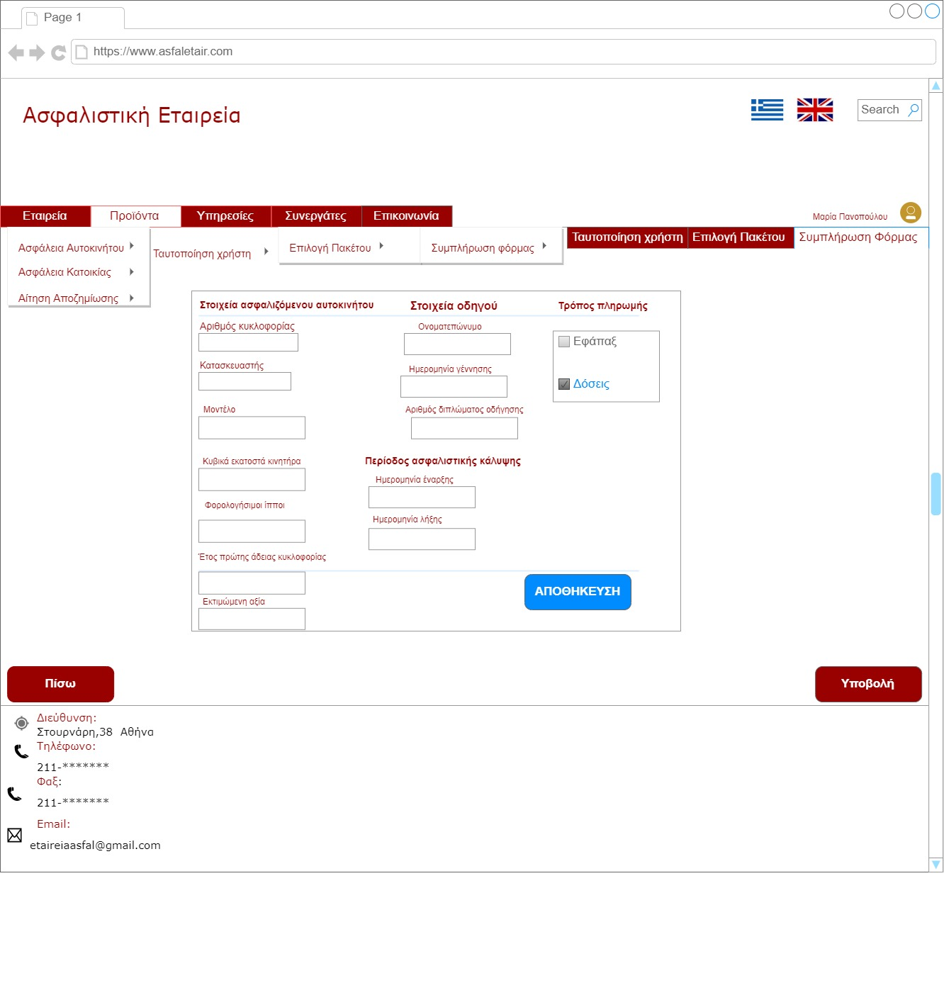 Page 1
https://www.asfaletair.com
Ασφαλιστική Εταιρεία
Search
Εταιρεία
Προϊόντα
Υπηρεσίες
Συνεργάτες
Επικοινωνία
Μαρία Πανοπούλου
Ασφάλεια Αυτοκινήτου
Ασφάλεια Κατοικίας
Αίτηση Αποζημίωσης
Ταυτοποίηση χρήστη
Επιλογή Πακέτου
Συμπλήρωση φόρμας
Ταυτοποίηση χρήστη
Επιλογή Πακέτου
Συμπλήρωση Φόρμας
Στοιχεία ασφαλιζόμενου αυτοκινήτου
Αριθμός κυκλοφορίας
Κατασκευαστής
Μοντέλο
Κυβικά εκατοστά κινητήρα
Φορολογήσιμοι ίπποι
Έτος πρώτης άδειας κυκλοφορίας
Εκτιμώμενη αξία
Στοιχεία οδηγού
Ονοματεπώνυμο
Ημερομηνία γέννησης
Αριθμός διπλώματος οδήγησης
Περίοδος ασφαλιστικής κάλυψης
Ημερομηνία έναρξης
Ημερομηνία λήξης
Τρόπος πληρωμής
Εφάπαξ
Δόσεις
ΑΠΟΘΗΚΕΥΣΗ
Πίσω
Υποβολή
Διεύθυνση:
Στουρνάρη,38 Αθήνα
Τηλέφωνο:
211-*******
Φαξ:
211-*******
Email:
etaireiaasfal@gmail.com